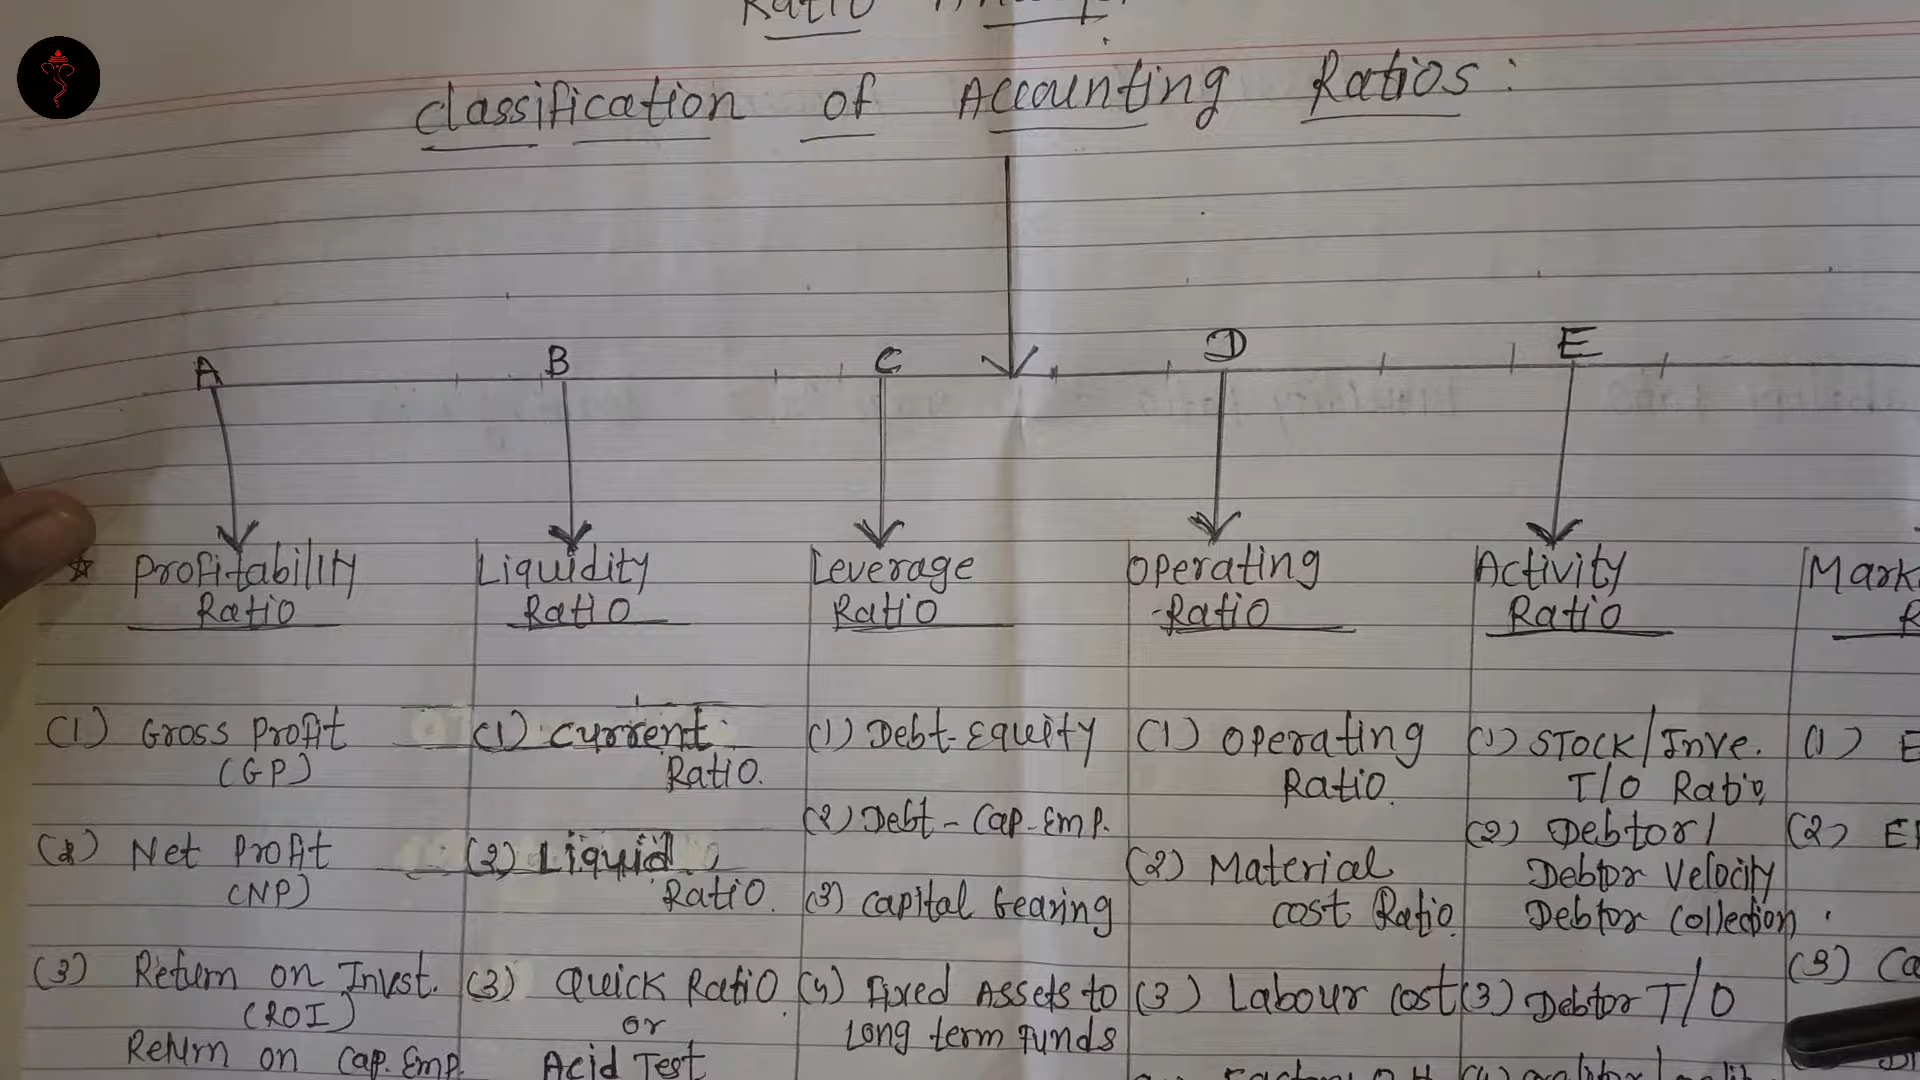 Ratio
Classification of Accounting Ratios:
A B C D E
Profitability Ratio
Liquidity Ratio
Leverage Ratio
Operating Ratio
Activity Ratio
(1) Gross Profit
(GP)
(2) Net Profit
(NP)
(3) Return on Invst.
(ROI)
Return on Cap. Emp.
(1) Current
Ratio.
(2) Liquid
Ratio.
(3) Quick Ratio
or
Acid Test
(1) Debt-Equity
(2) Debt - Cap-Emp.
(3) Capital Gearing
(4) Fixed Assets to
Long term funds
(1) Operating
Ratio.
(2) Material
cost Ratio
(3) Labour cost
(1) Stock/Inve.
T/O Ratio
(2) Debtor/
Debtor Velocity
Debtor Collection
(3) Debtor T/O
(1)
(2)
(3)